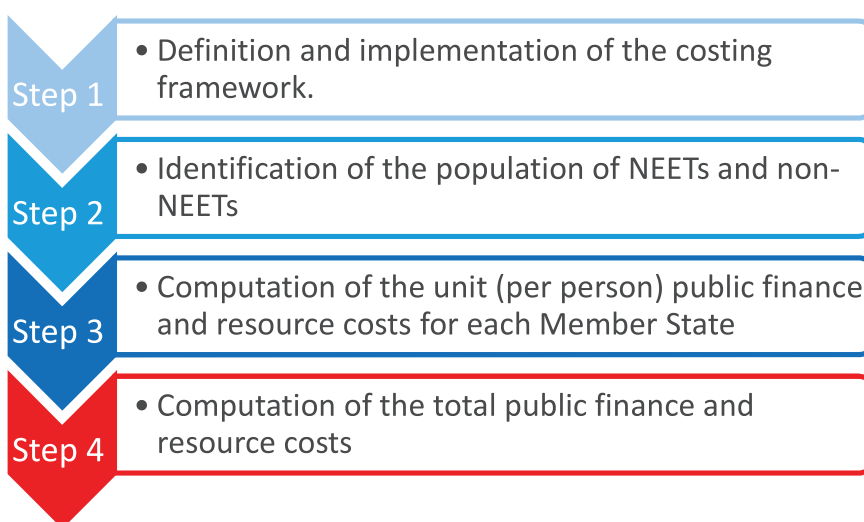 Step 1
• Definition and implementation of the costing
framework.
Step 2
• Identification of the population of NEETs and non-
NEETs
Step 3
• Computation of the unit (per person) public finance
and resource costs for each Member State
Step 4
• Computation of the total public finance and
resource costs